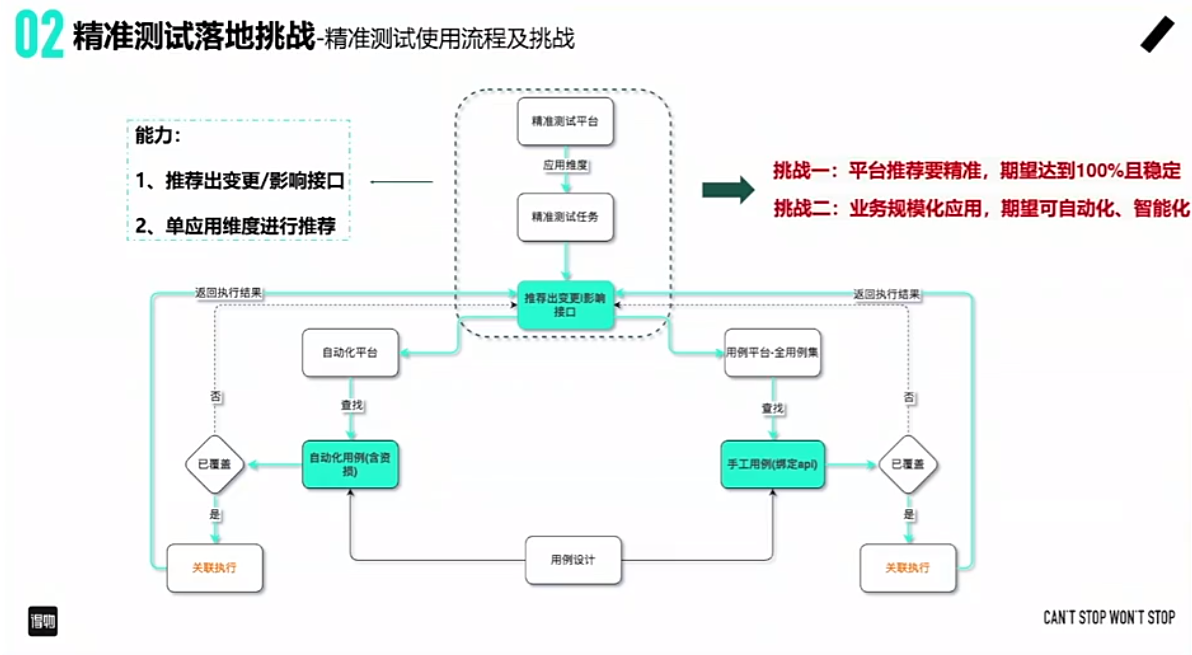 02 精准测试落地挑战-精准测试使用流程及挑战
能力：
1、推荐出变更/影响接口
2、单应用维度进行推荐
精准测试平台
应用维度
精准测试任务
推荐出变更/影响
接口
挑战一：平台推荐要精准，期望达到100%且稳定
挑战二：业务规模化应用，期望可自动化、智能化
返回执行结果
返回执行结果
自动化平台
用例平台-全用例集
查找
查找
否
否
已覆盖
自动化用例(含资
损)
手工用例(绑定api)
已覆盖
是
是
关联执行
用例设计
关联执行
得物
CAN'T STOP WON'T STOP